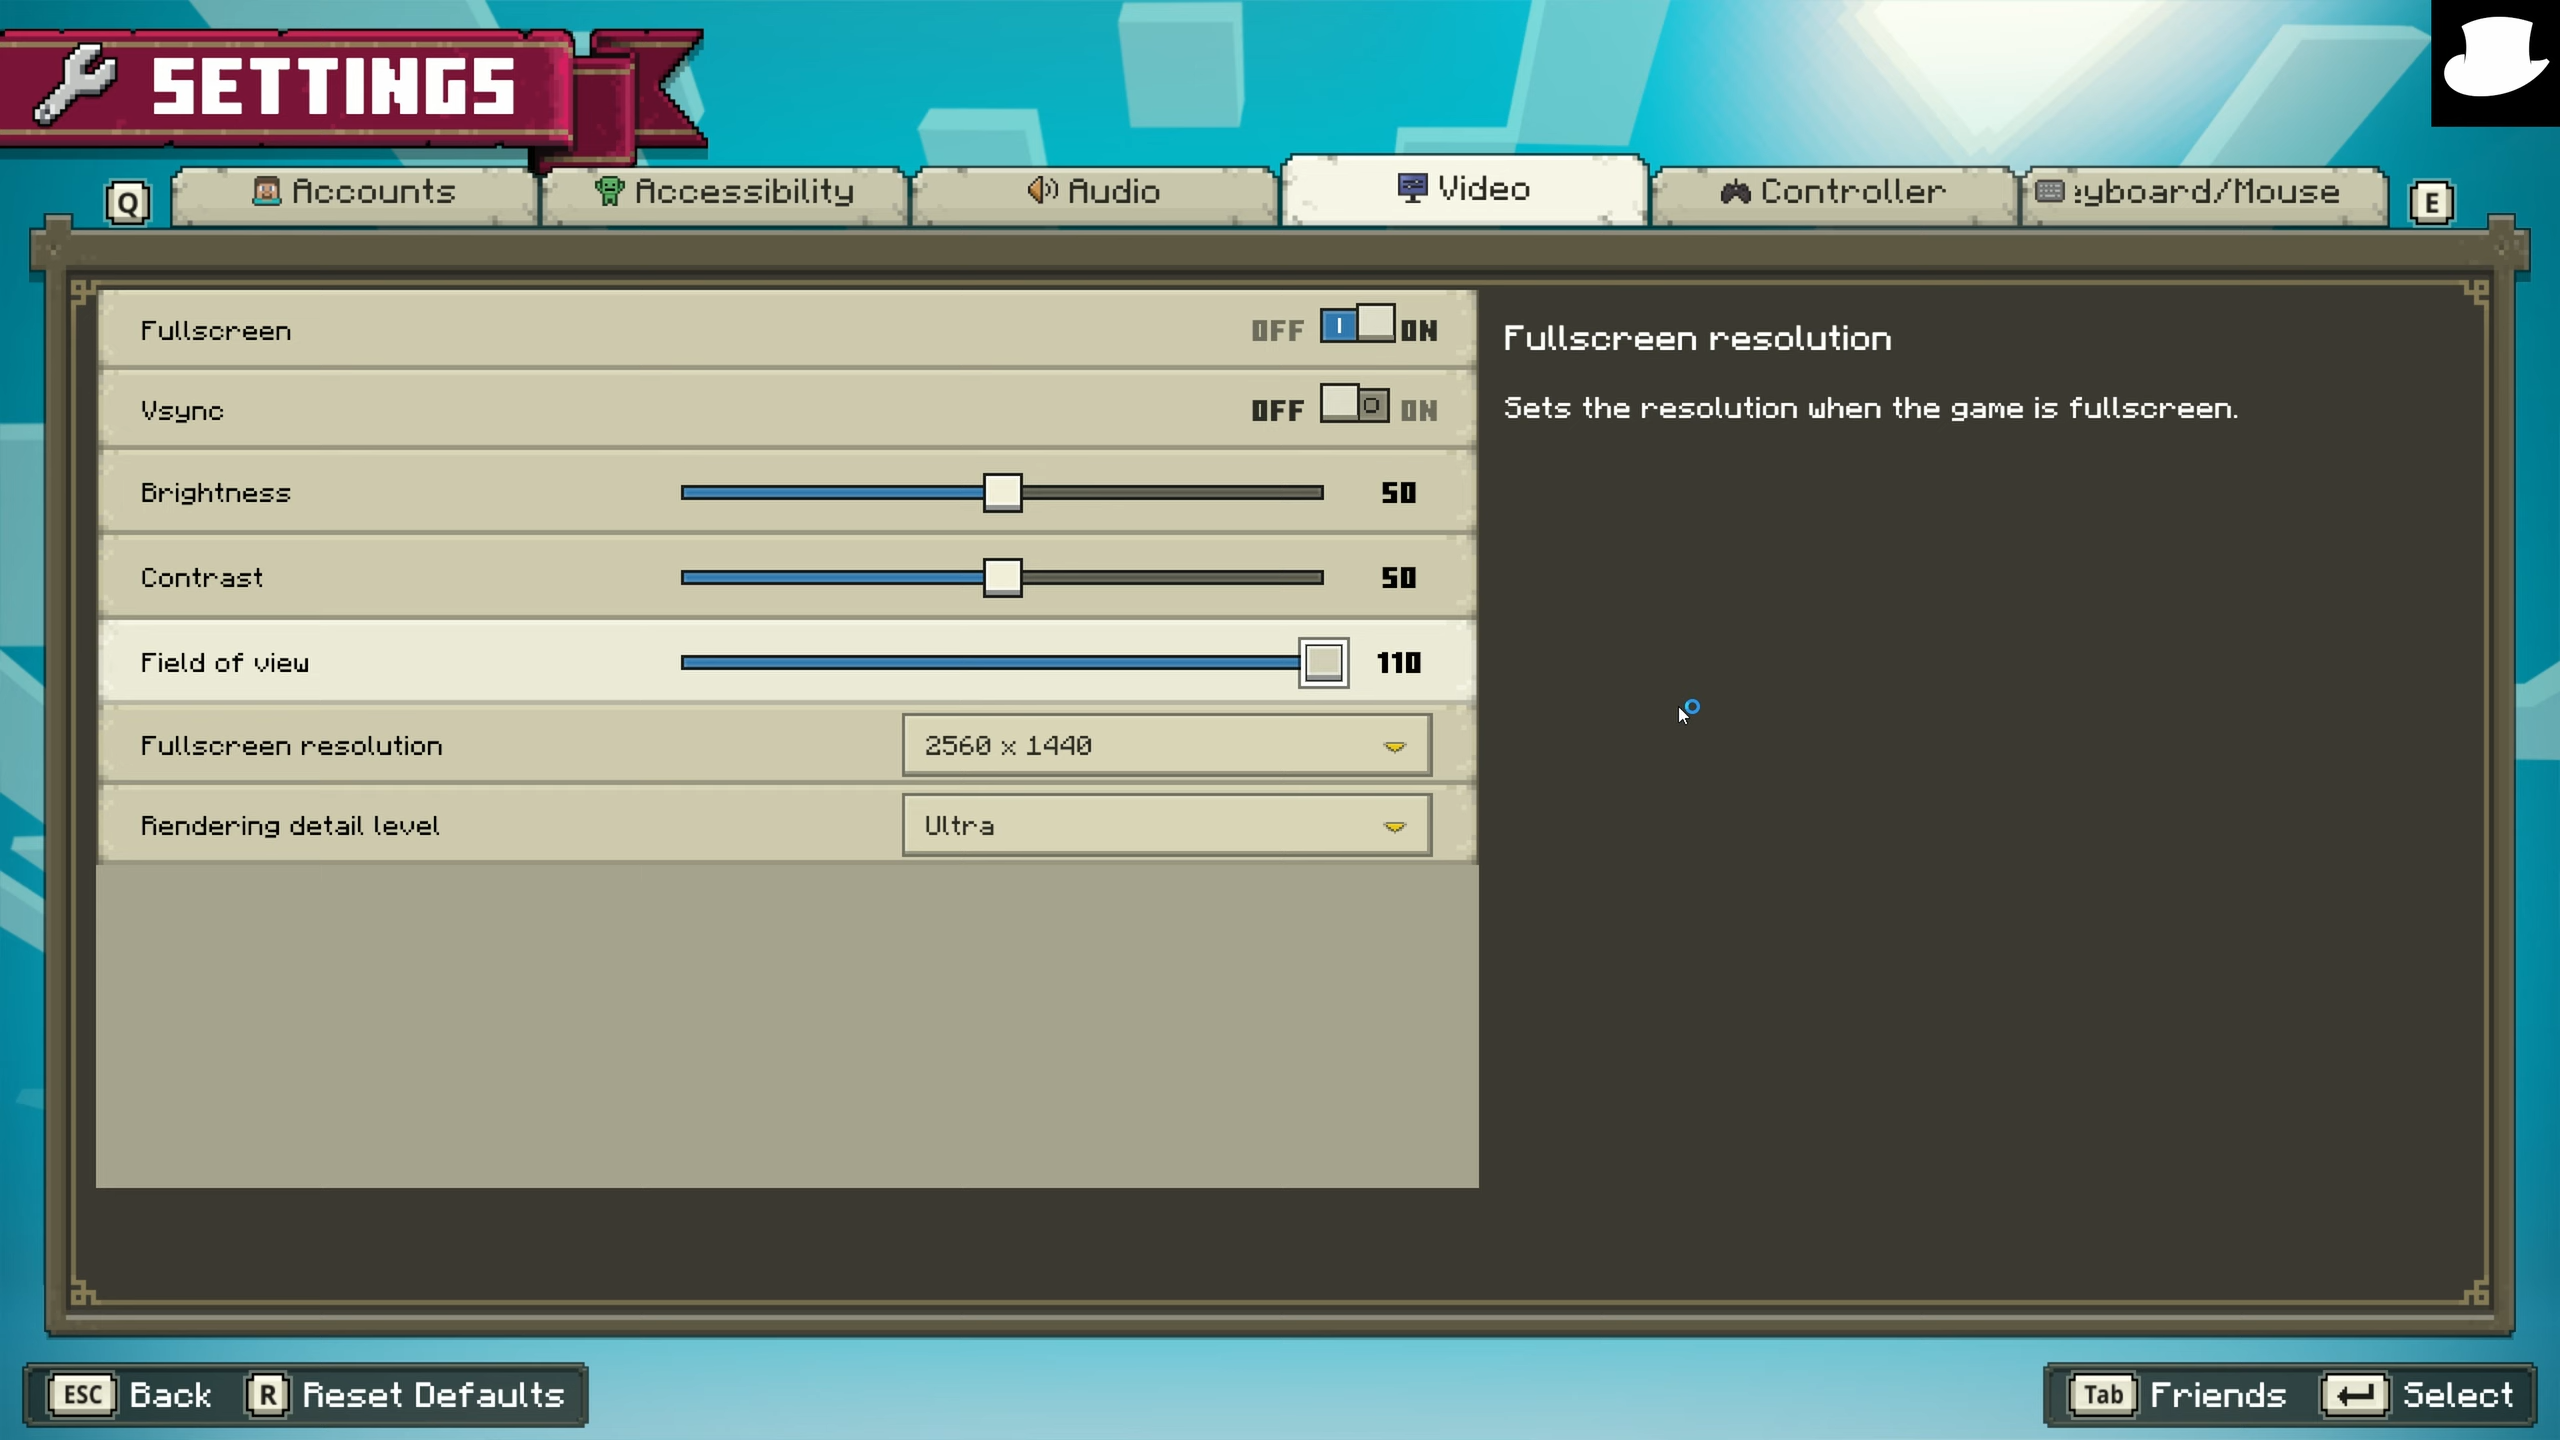 SETTINGS
Q
Accounts
Accessibility
Audio
Video
Controller
eyboard/Mouse
E
Fullscreen
OFF
ON
Vsync
OFF
ON
Brightness
50
Contrast
50
Field of view
110
Fullscreen resolution
2560 x 1440
Rendering detail level
Ultra
Fullscreen resolution
Sets the resolution when the game is fullscreen.
ESC Back
R Reset Defaults
Tab Friends
Select